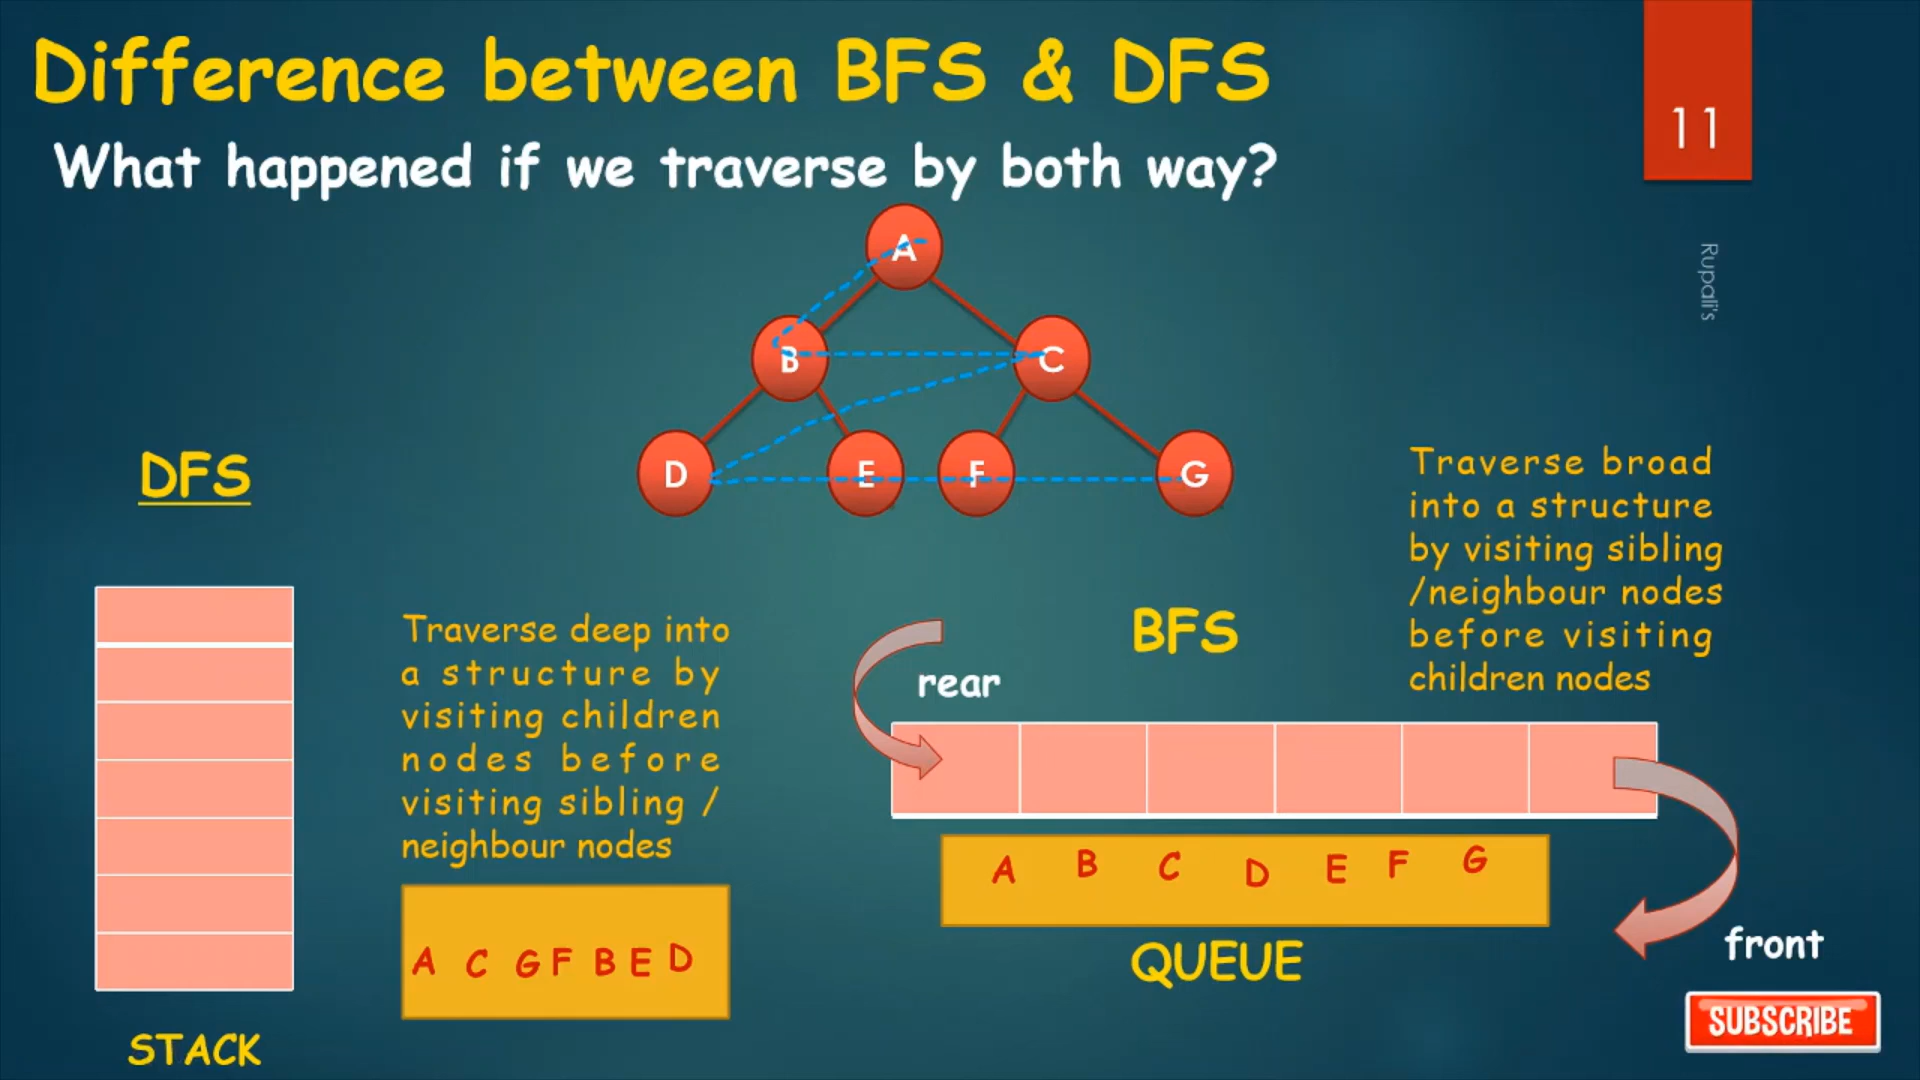 Difference between BFS & DFS
11
What happened if we traverse by both way?
Rupali's
A
B
C
D
E
F
G
DFS
Traverse deep into
a structure by
visiting children
nodes before
visiting sibling /
neighbour nodes
A C G F B E D
STACK
Traverse broad
into a structure
by visiting sibling
/neighbour nodes
before visiting
children nodes
BFS
rear
A B C D E F G
QUEUE
front
SUBSCRIBE